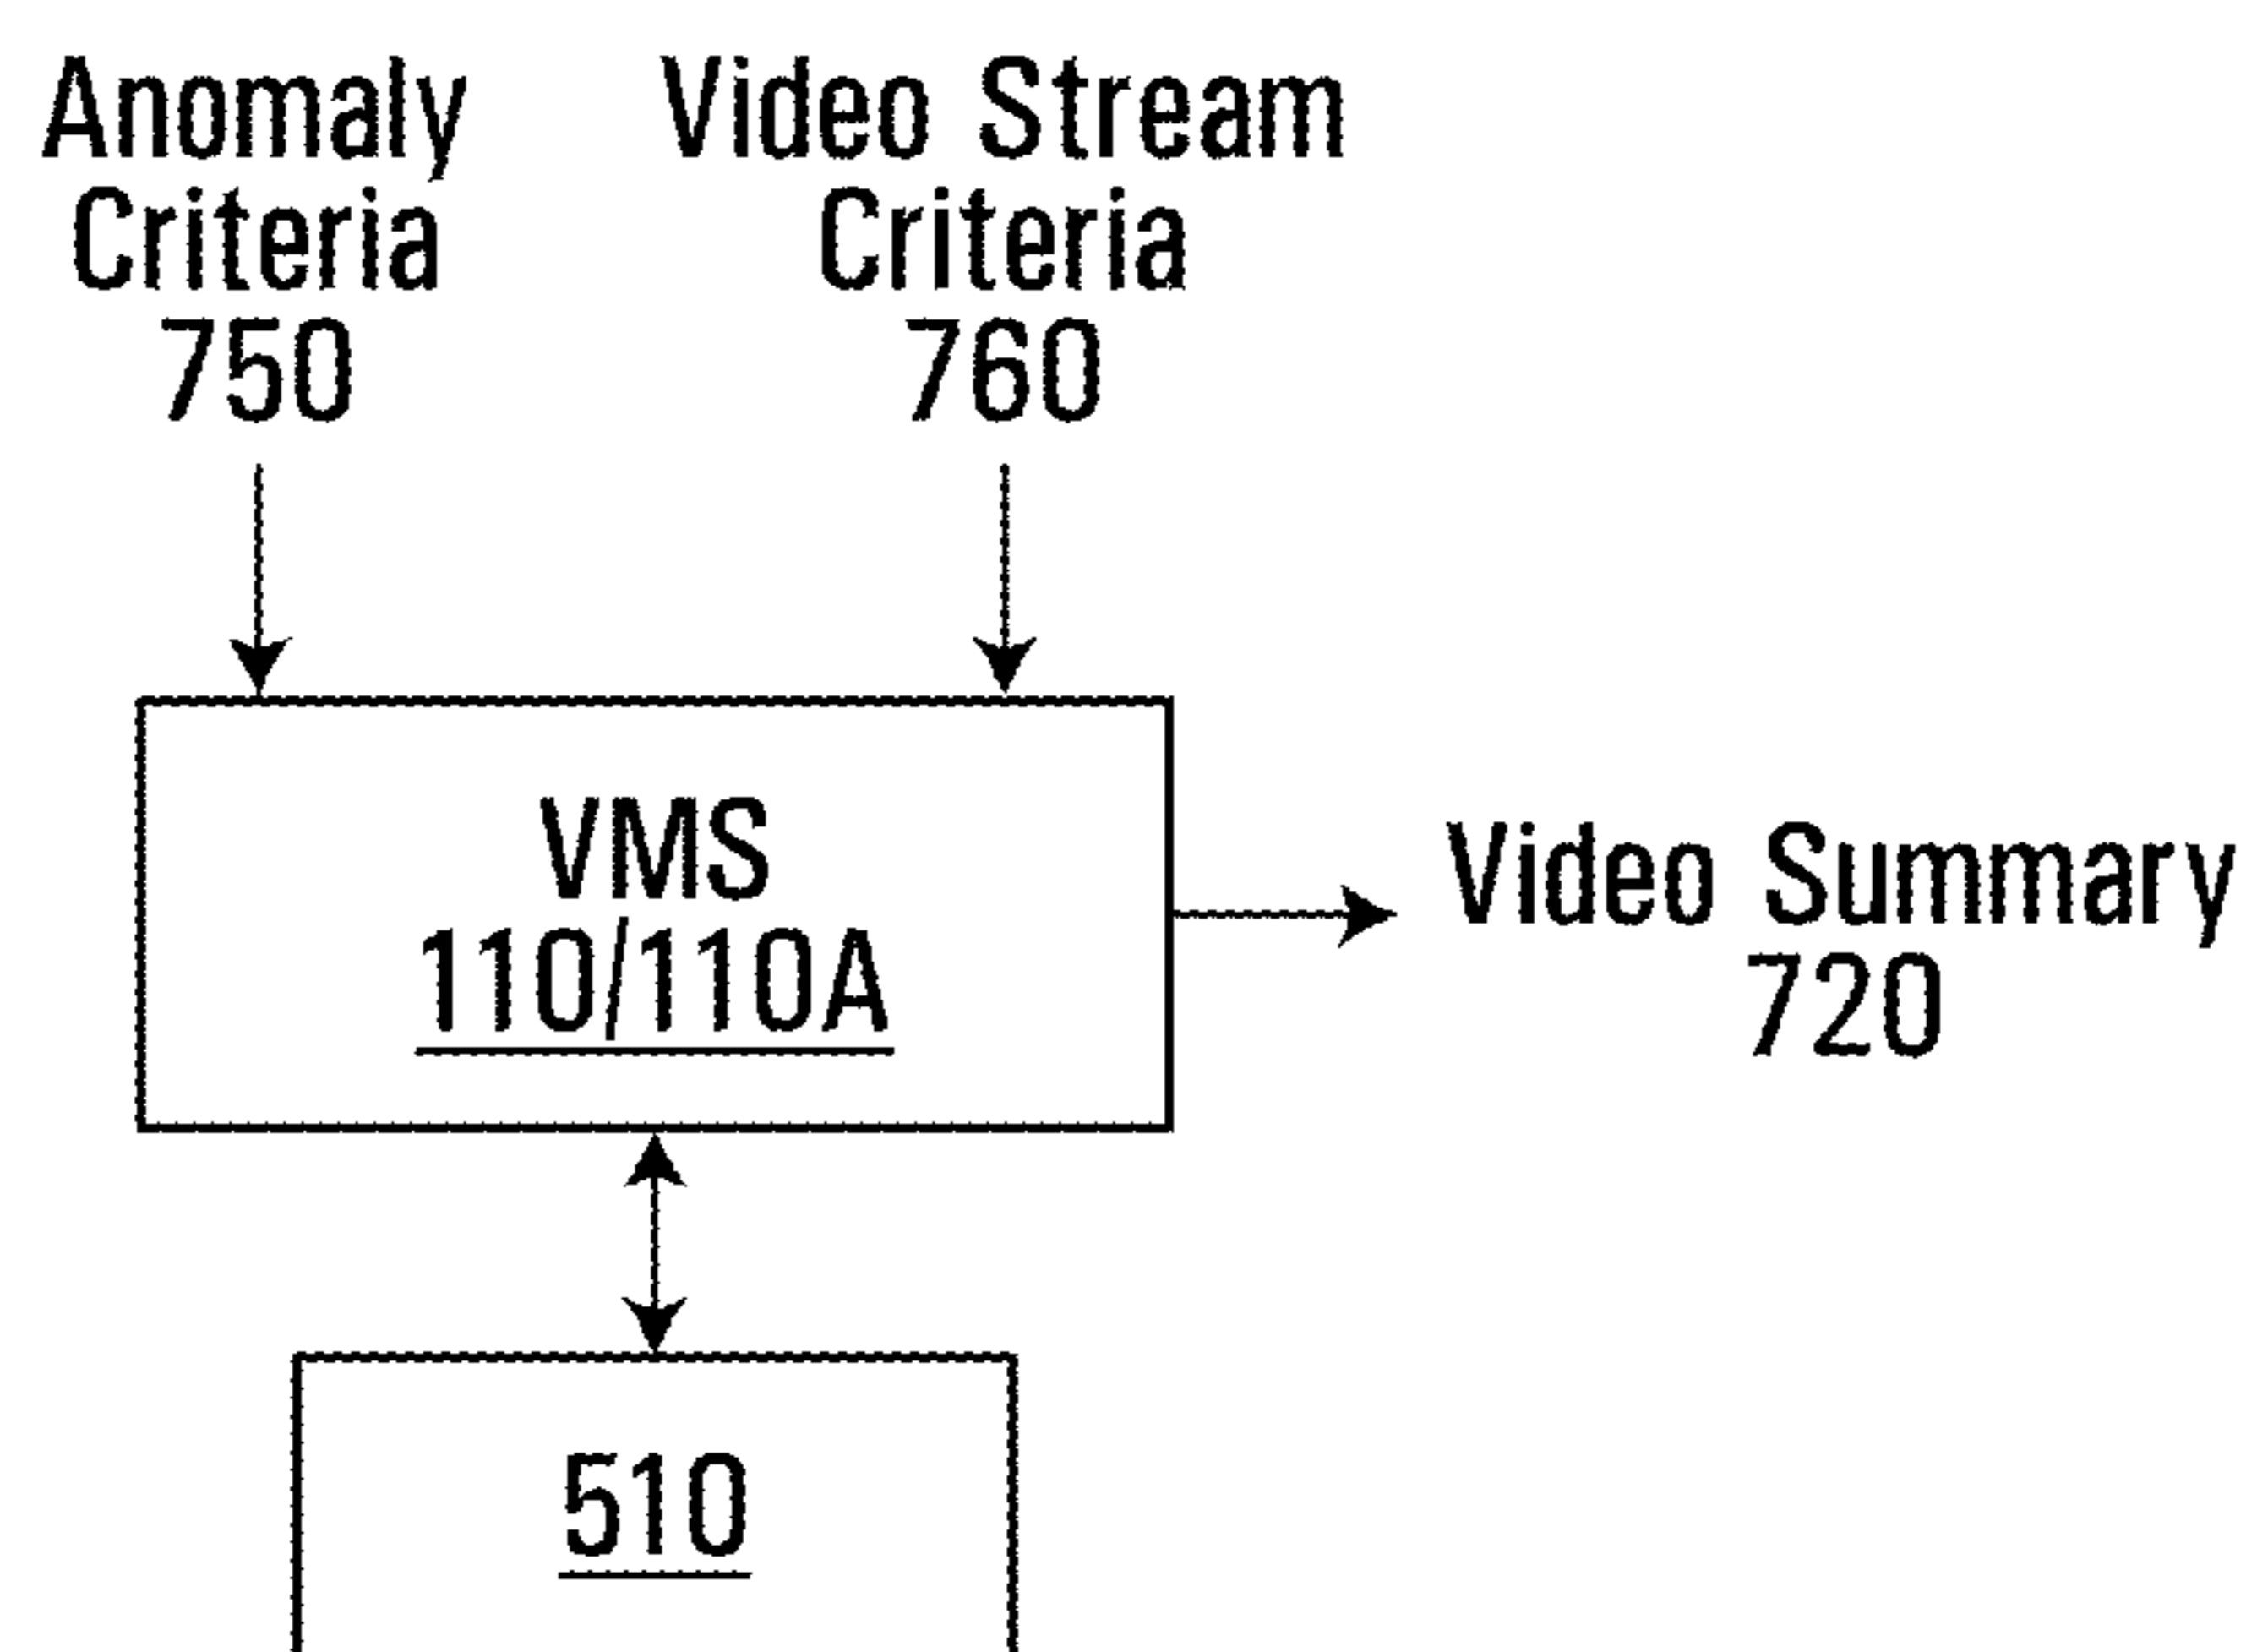 Anomaly
Criteria
750
Video Stream
Criteria
760
VMS
110/110A
Video Summary
720
510